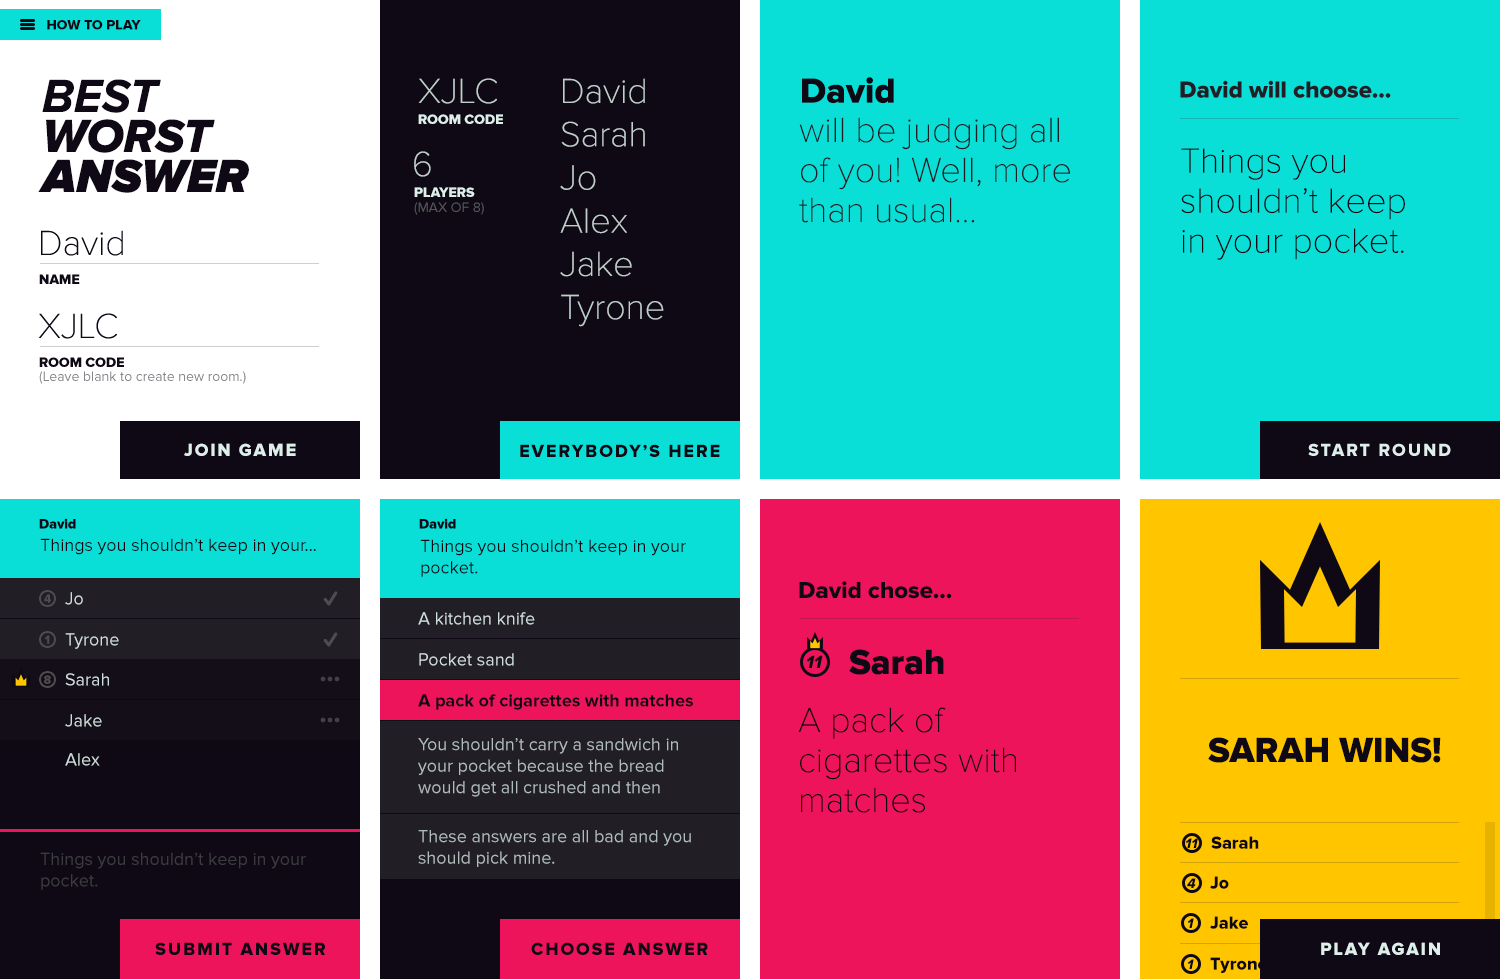 HOW TO PLAY
BEST
WORST
ANSWER
David
NAME
XJLC
ROOM CODE
(Leave blank to create new room.)
JOIN GAME
XJLC
ROOM CODE
6
PLAYERS
(MAX OF 8)
David
Sarah
Jo
Alex
Jake
Tyrone
EVERYBODY'S HERE
David
will be judging all
of you! Well, more
than usual...
David will choose...
Things you
shouldn't keep
in your pocket.
START ROUND
David
Things you shouldn't keep in your...
4 Jo
1 Tyrone
8 Sarah
Jake
Alex
Things you shouldn't keep in your
pocket.
SUBMIT ANSWER
David
Things you shouldn't keep in your
pocket.
A kitchen knife
Pocket sand
A pack of cigarettes with matches
You shouldn't carry a sandwich in
your pocket because the bread
would get all crushed and then
These answers are all bad and you
should pick mine.
CHOOSE ANSWER
David chose...
11 Sarah
A pack of
cigarettes with
matches
SARAH WINS!
11 Sarah
4 Jo
1 Jake
1 Tyron
PLAY AGAIN